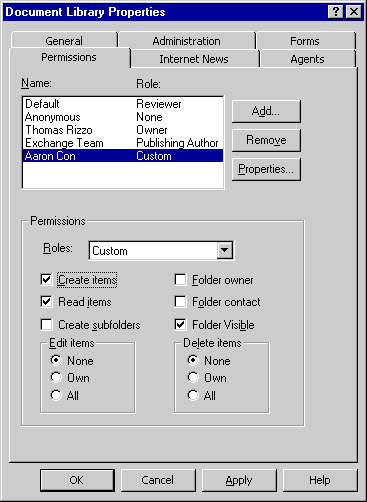 Document Library Properties
General Administration Forms
Permissions Internet News Agents
Name: Role:
Default Reviewer
Anonymous None
Thomas Rizzo Owner
Exchange Team Publishing Author
Aaron Con Custom
Add...
Remove
Properties...
Permissions
Roles: Custom
Create items Folder owner
Read items Folder contact
Create subfolders Folder Visible
Edit items Delete items
None None
Own Own
All All
OK Cancel Apply Help